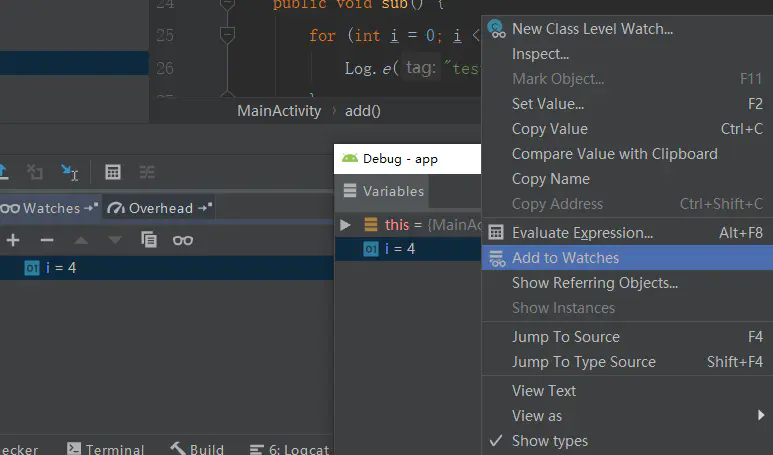 24
public void sub() {
25
for (int i = 0; i <
26
Log.e( tag: "tes
27
}
MainActivity › add()
Watches
Overhead
i = 4
Debug - app
Variables
this = {MainAc
i = 4
New Class Level Watch...
Inspect...
Mark Object... F11
Set Value... F2
Copy Value Ctrl+C
Compare Value with Clipboard
Copy Name
Copy Address Ctrl+Shift+C
Evaluate Expression... Alt+F8
Add to Watches
Show Referring Objects...
Show Instances
Jump To Source F4
Jump To Type Source Shift+F4
View Text
View as
Show types
ecker
Terminal
Build
6: Logcat